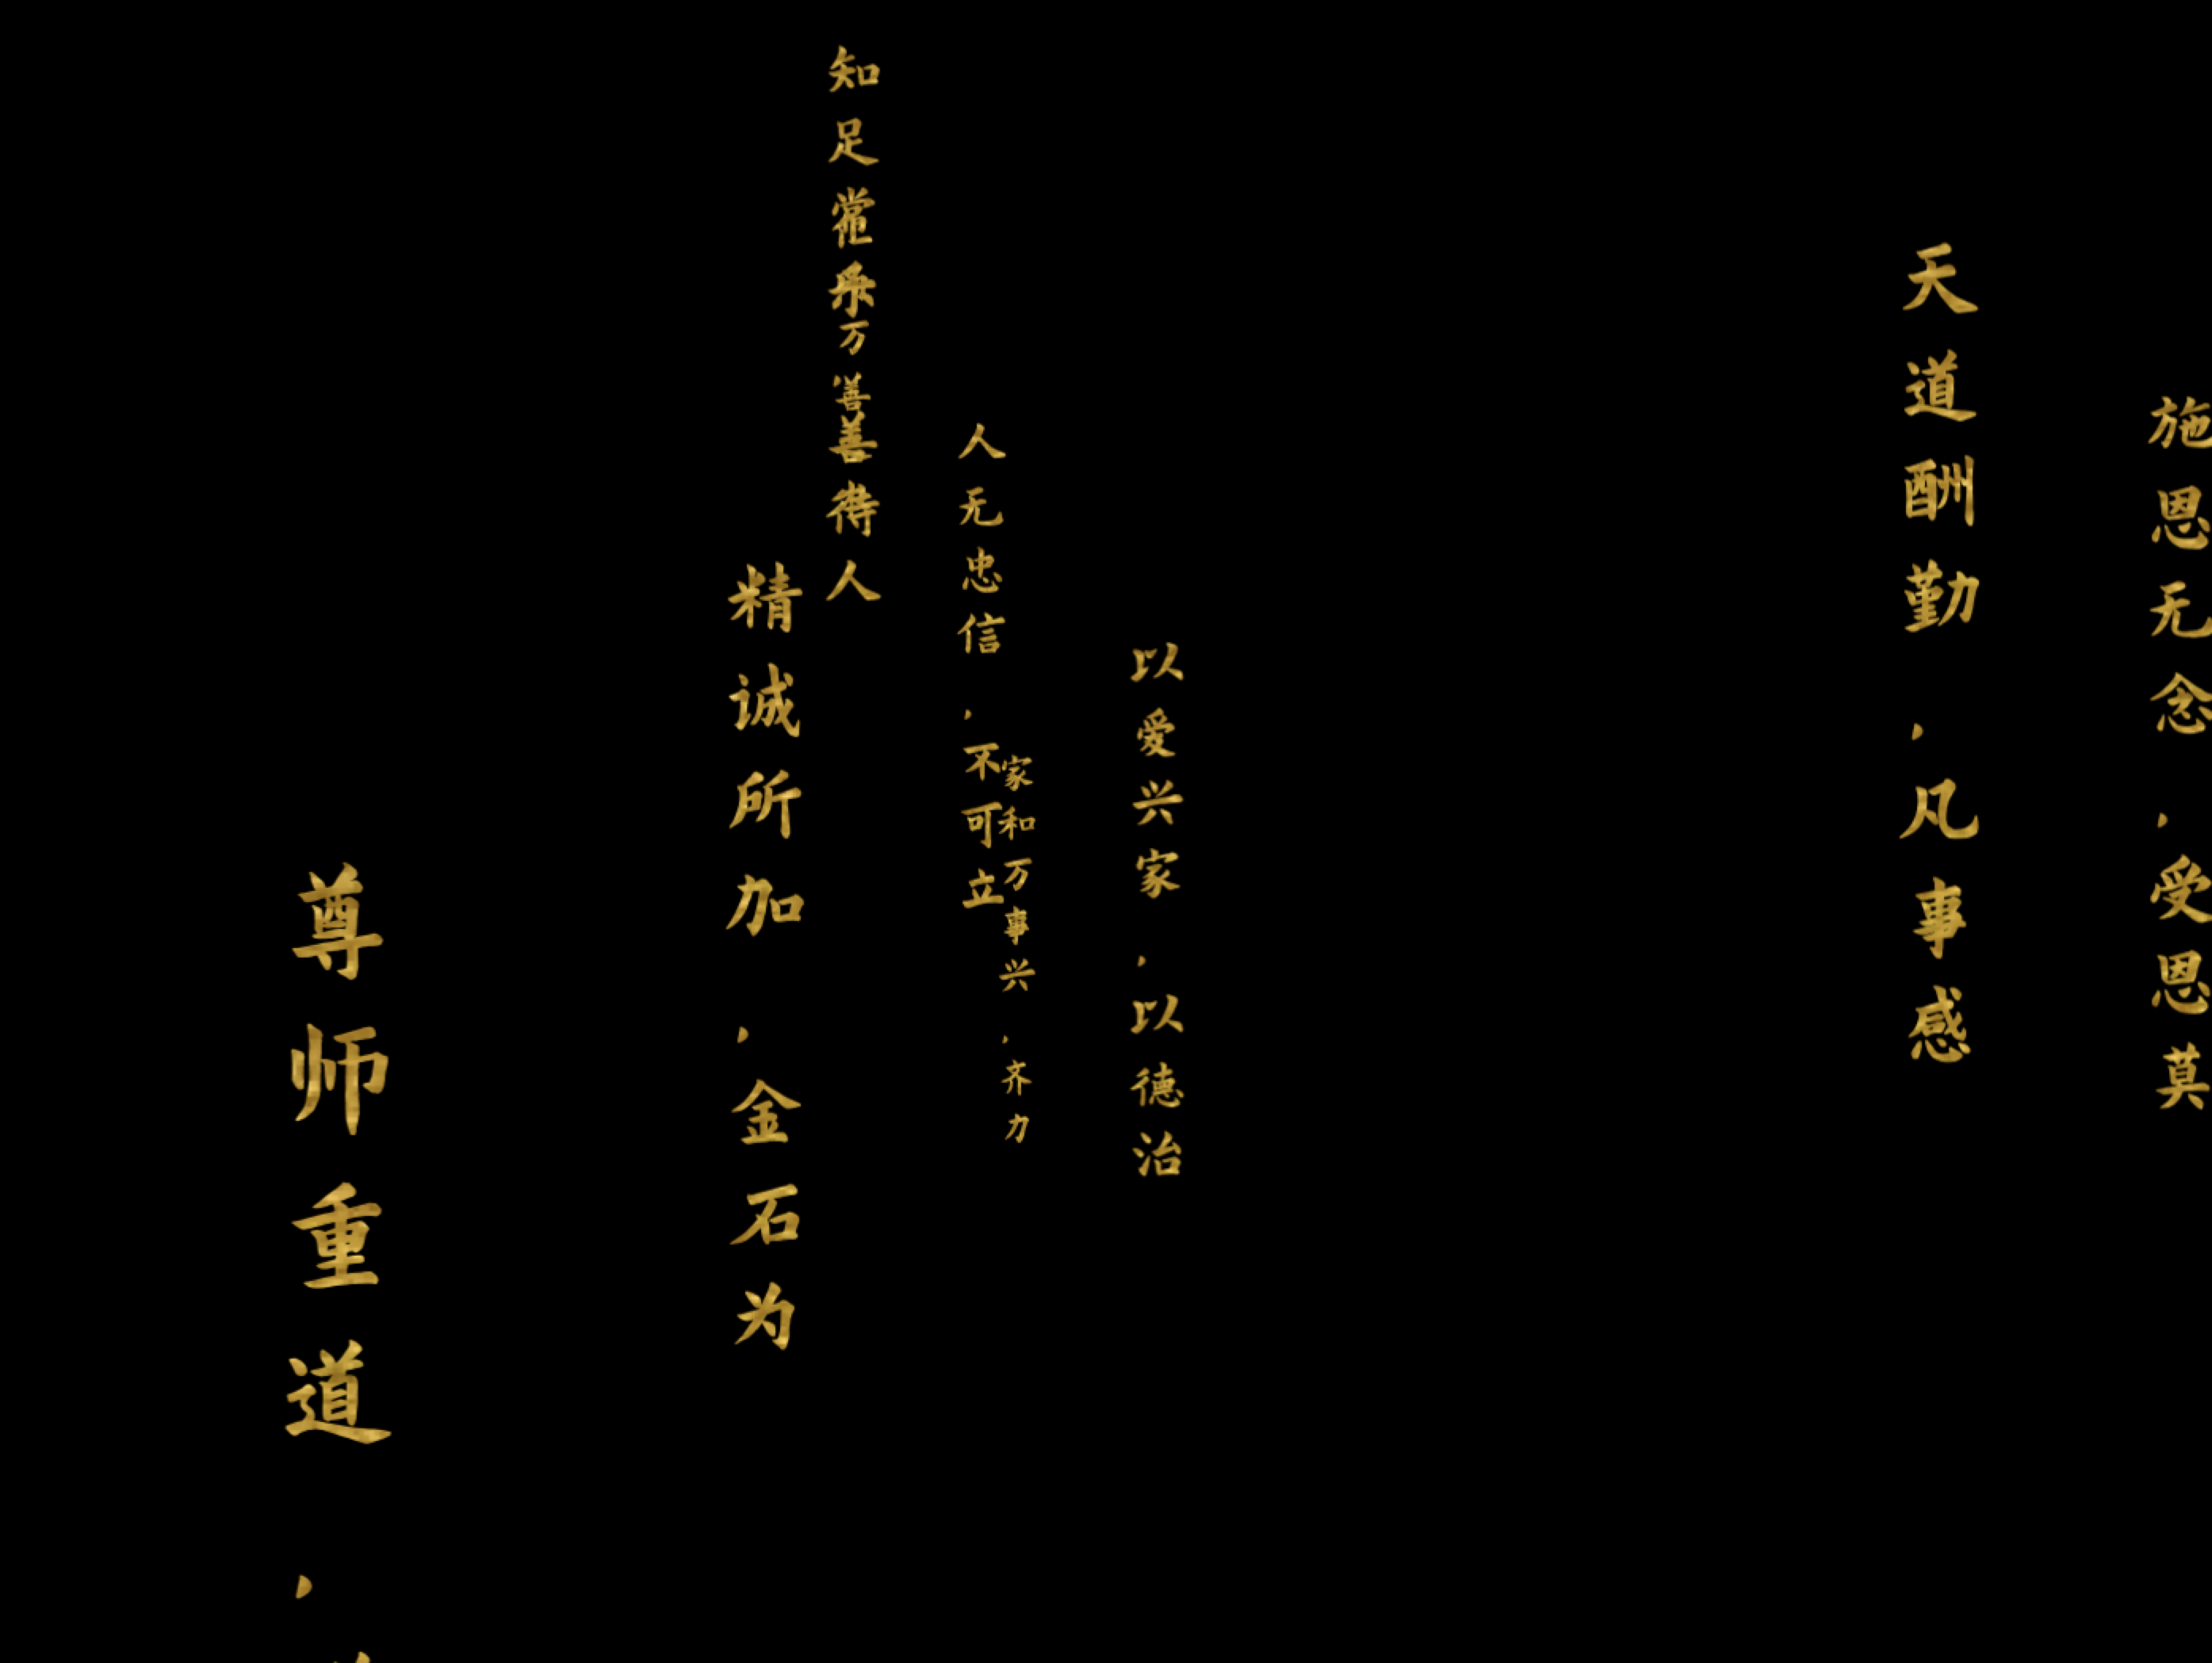 施恩无念，受恩莫
天道酬勤，凡事感
以爱兴家，以德治
家和万事兴，齐力
人无忠信，不可立
知足常乐，善待人
万善
精诚所加，金石为
尊师重道，